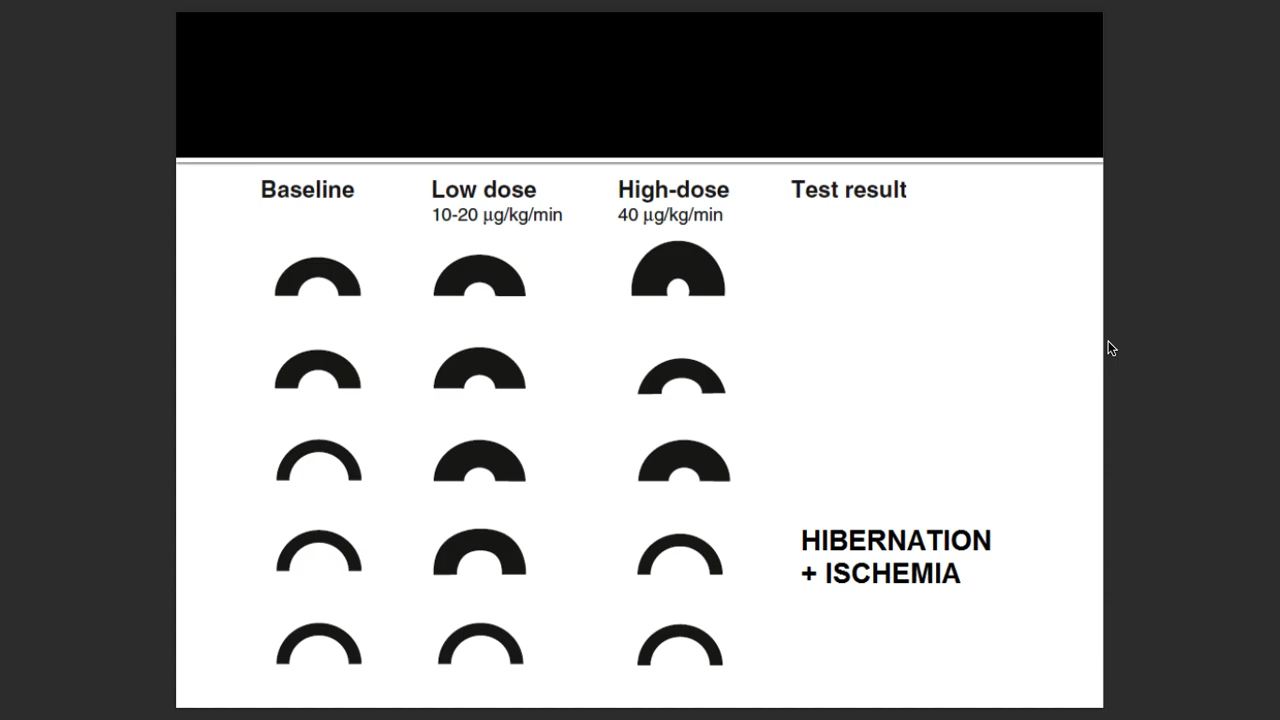 Baseline Low dose High-dose Test result
10-20 μg/kg/min 40 μg/kg/min
HIBERNATION
+ ISCHEMIA